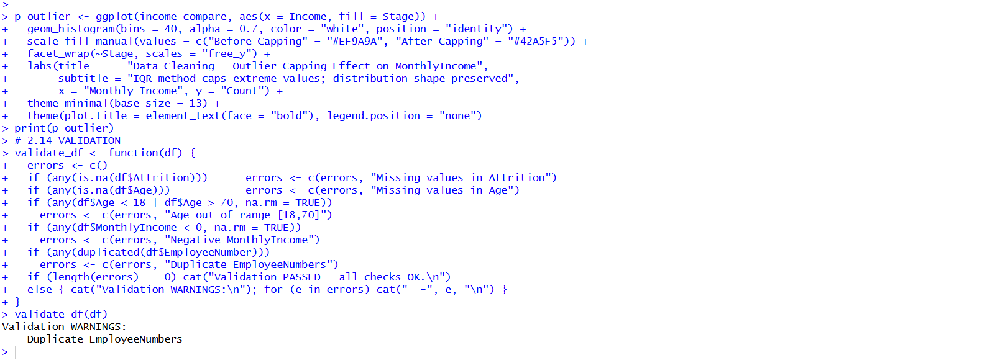 >
> p_outlier <- ggplot(income_compare, aes(x = Income, fill = Stage)) +
+   geom_histogram(bins = 40, alpha = 0.7, color = "white", position = "identity") +
+   scale_fill_manual(values = c("Before Capping" = "#EF9A9A", "After Capping" = "#42A5F5")) +
+   facet_wrap(~Stage, scales = "free_y") +
+   labs(title    = "Data Cleaning - Outlier Capping Effect on MonthlyIncome",
+        subtitle = "IQR method caps extreme values; distribution shape preserved",
+        x = "Monthly Income", y = "Count") +
+   theme_minimal(base_size = 13) +
+   theme(plot.title = element_text(face = "bold"), legend.position = "none")
> print(p_outlier)
> # 2.14 VALIDATION
> validate_df <- function(df) {
+   errors <- c()
+   if (any(is.na(df$Attrition)))      errors <- c(errors, "Missing values in Attrition")
+   if (any(is.na(df$Age)))            errors <- c(errors, "Missing values in Age")
+   if (any(df$Age < 18 | df$Age > 70, na.rm = TRUE))
+     errors <- c(errors, "Age out of range [18,70]")
+   if (any(df$MonthlyIncome < 0, na.rm = TRUE))
+     errors <- c(errors, "Negative MonthlyIncome")
+   if (any(duplicated(df$EmployeeNumber)))
+     errors <- c(errors, "Duplicate EmployeeNumbers")
+   if (length(errors) == 0) cat("Validation PASSED - all checks OK.\n")
+   else { cat("Validation WARNINGS:\n"); for (e in errors) cat("  -", e, "\n") }
+ }
> validate_df(df)
Validation WARNINGS:
  - Duplicate EmployeeNumbers
>